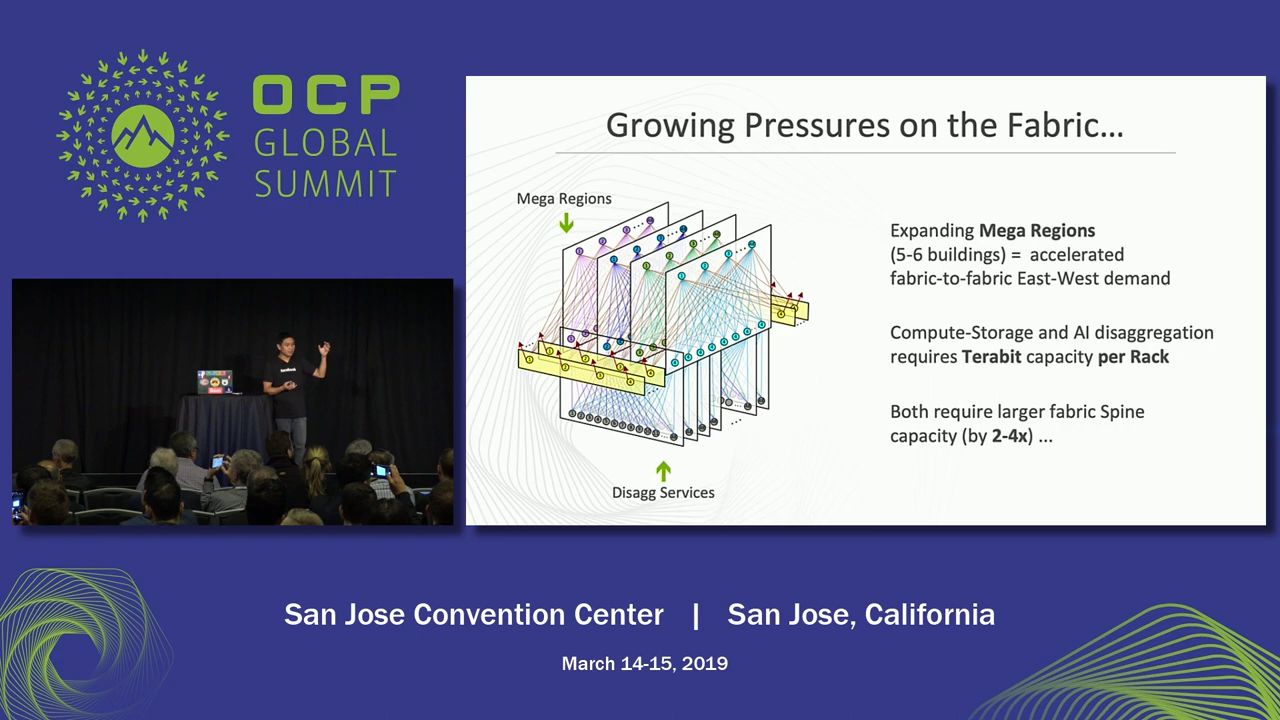 OCP
GLOBAL
SUMMIT
Growing Pressures on the Fabric...
Mega Regions
Disagg Services
Expanding Mega Regions
(5-6 buildings) = accelerated
fabric-to-fabric East-West demand
Compute-Storage and AI disaggregation
requires Terabit capacity per Rack
Both require larger fabric Spine
capacity (by 2-4x) ...
San Jose Convention Center | San Jose, California
March 14-15, 2019